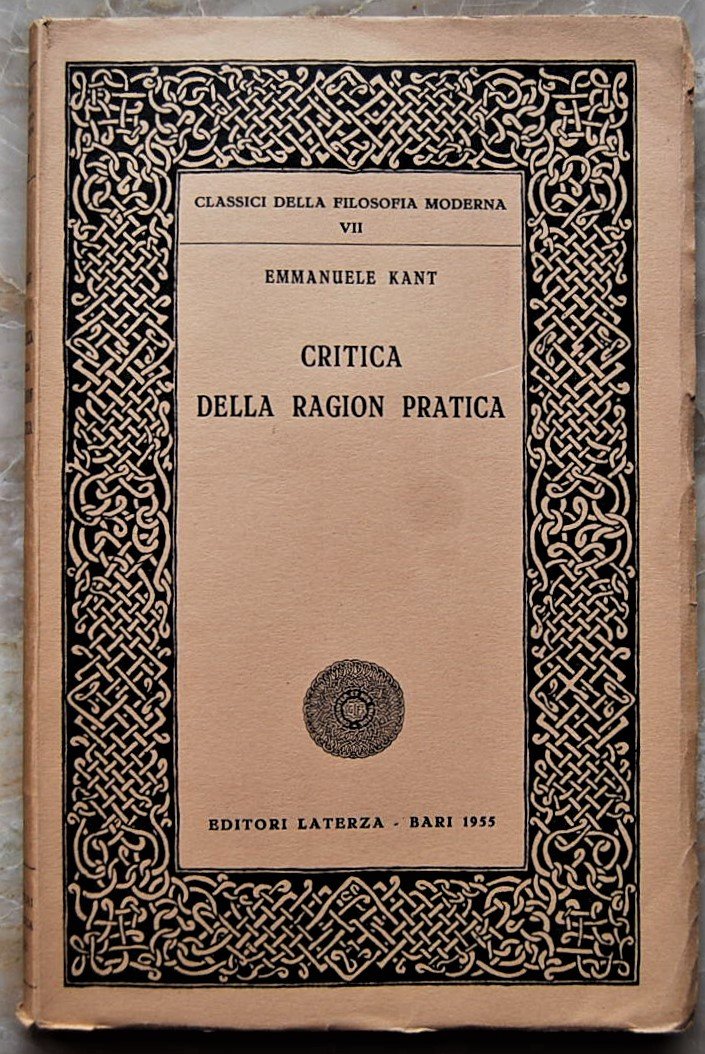 CLASSICI DELLA FILOSOFIA MODERNA
VII
EMMANUELE KANT
CRITICA
DELLA RAGION PRATICA
EDITORI LATERZA - BARI 1955